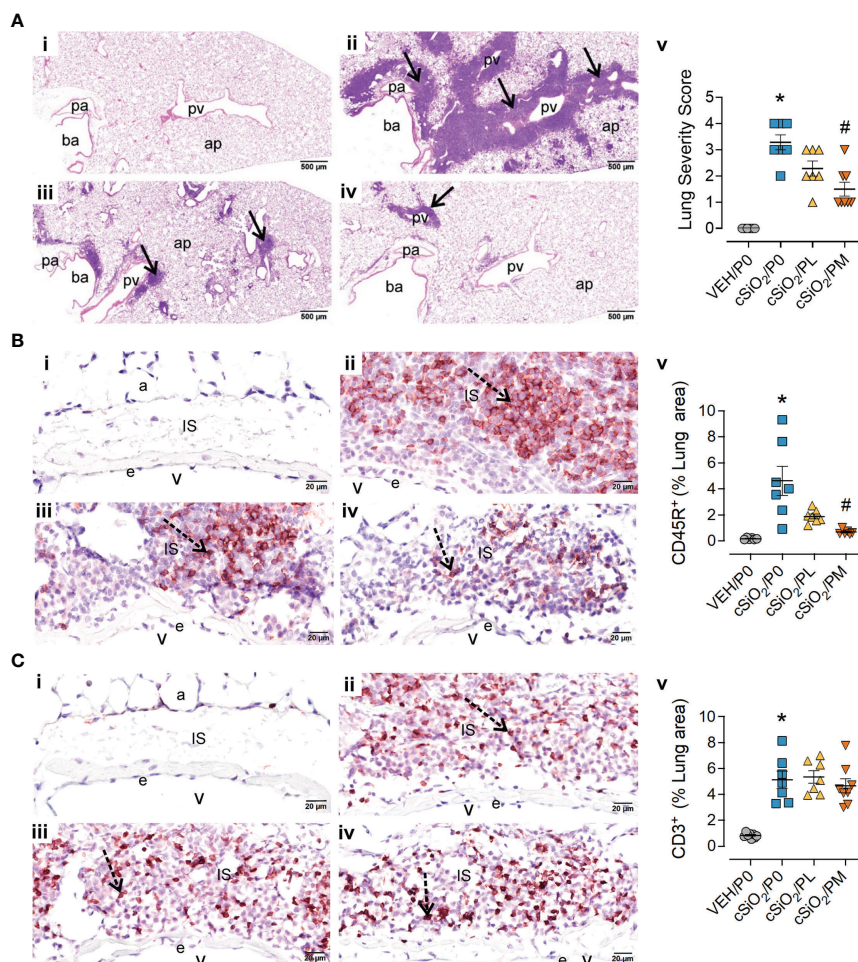 A
i
pa
ba
pv
ap
500 µm
ii
pa
ba
pv
pv
ap
500 µm
iii
pa
ba
pv
ap
500 µm
iv
pv
pa
ba
pv
ap
500 µm
v
Lung Severity Score
5
4
3
2
1
0
*
#
VEH/P0
cSiO₂/P0
cSiO₂/PL
cSiO₂/PM
B
i
a
IS
e
V
20 µm
ii
IS
e
V
20 µm
iii
IS
e
V
20 µm
iv
IS
e
V
20 µm
v
CD45R⁺ (% Lung area)
10
8
6
4
2
0
*
#
VEH/P0
cSiO₂/P0
cSiO₂/PL
cSiO₂/PM
C
i
a
IS
e
V
20 µm
ii
IS
e
V
20 µm
iii
IS
e
V
20 µm
iv
IS
e
V
20 µm
v
CD3⁺ (% Lung area)
10
8
6
4
2
0
*
VEH/P0
cSiO₂/P0
cSiO₂/PL
cSiO₂/PM